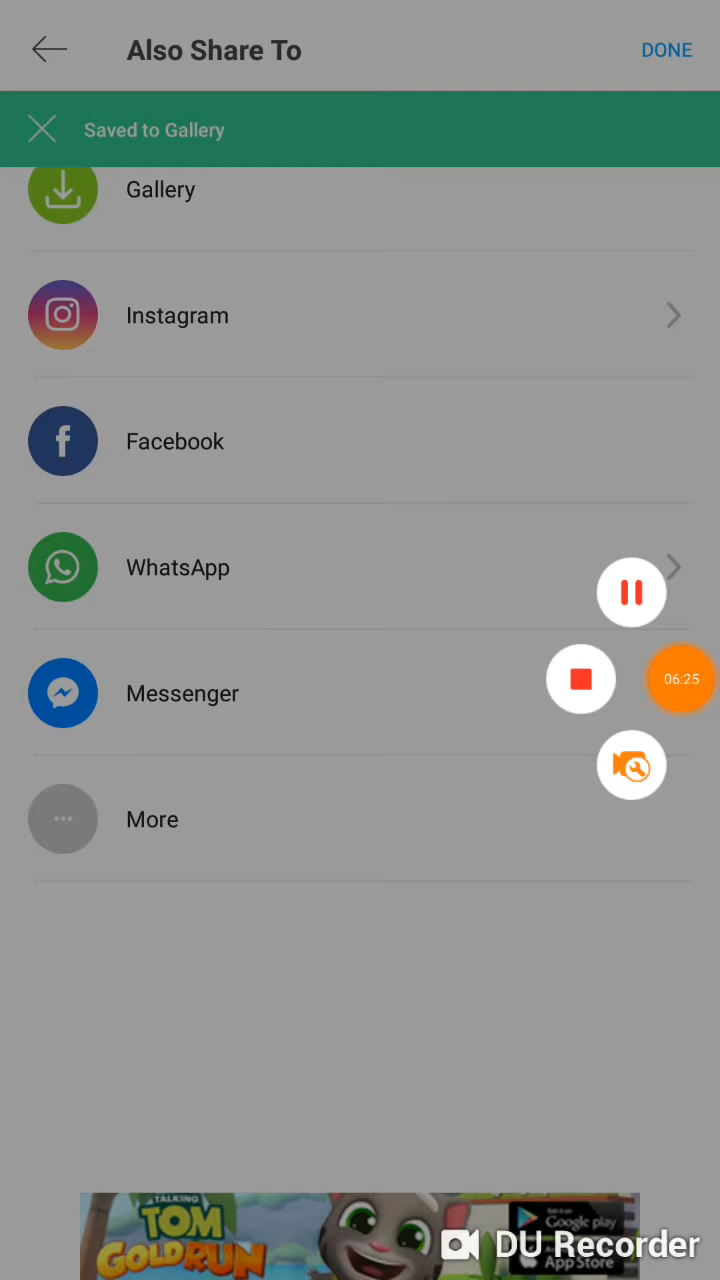 Also Share To
DONE
Saved to Gallery
Gallery
Instagram
Facebook
WhatsApp
06:25
Messenger
More
TALKING
TOM
GOLD RUN
Google play
App Store
DU Recorder